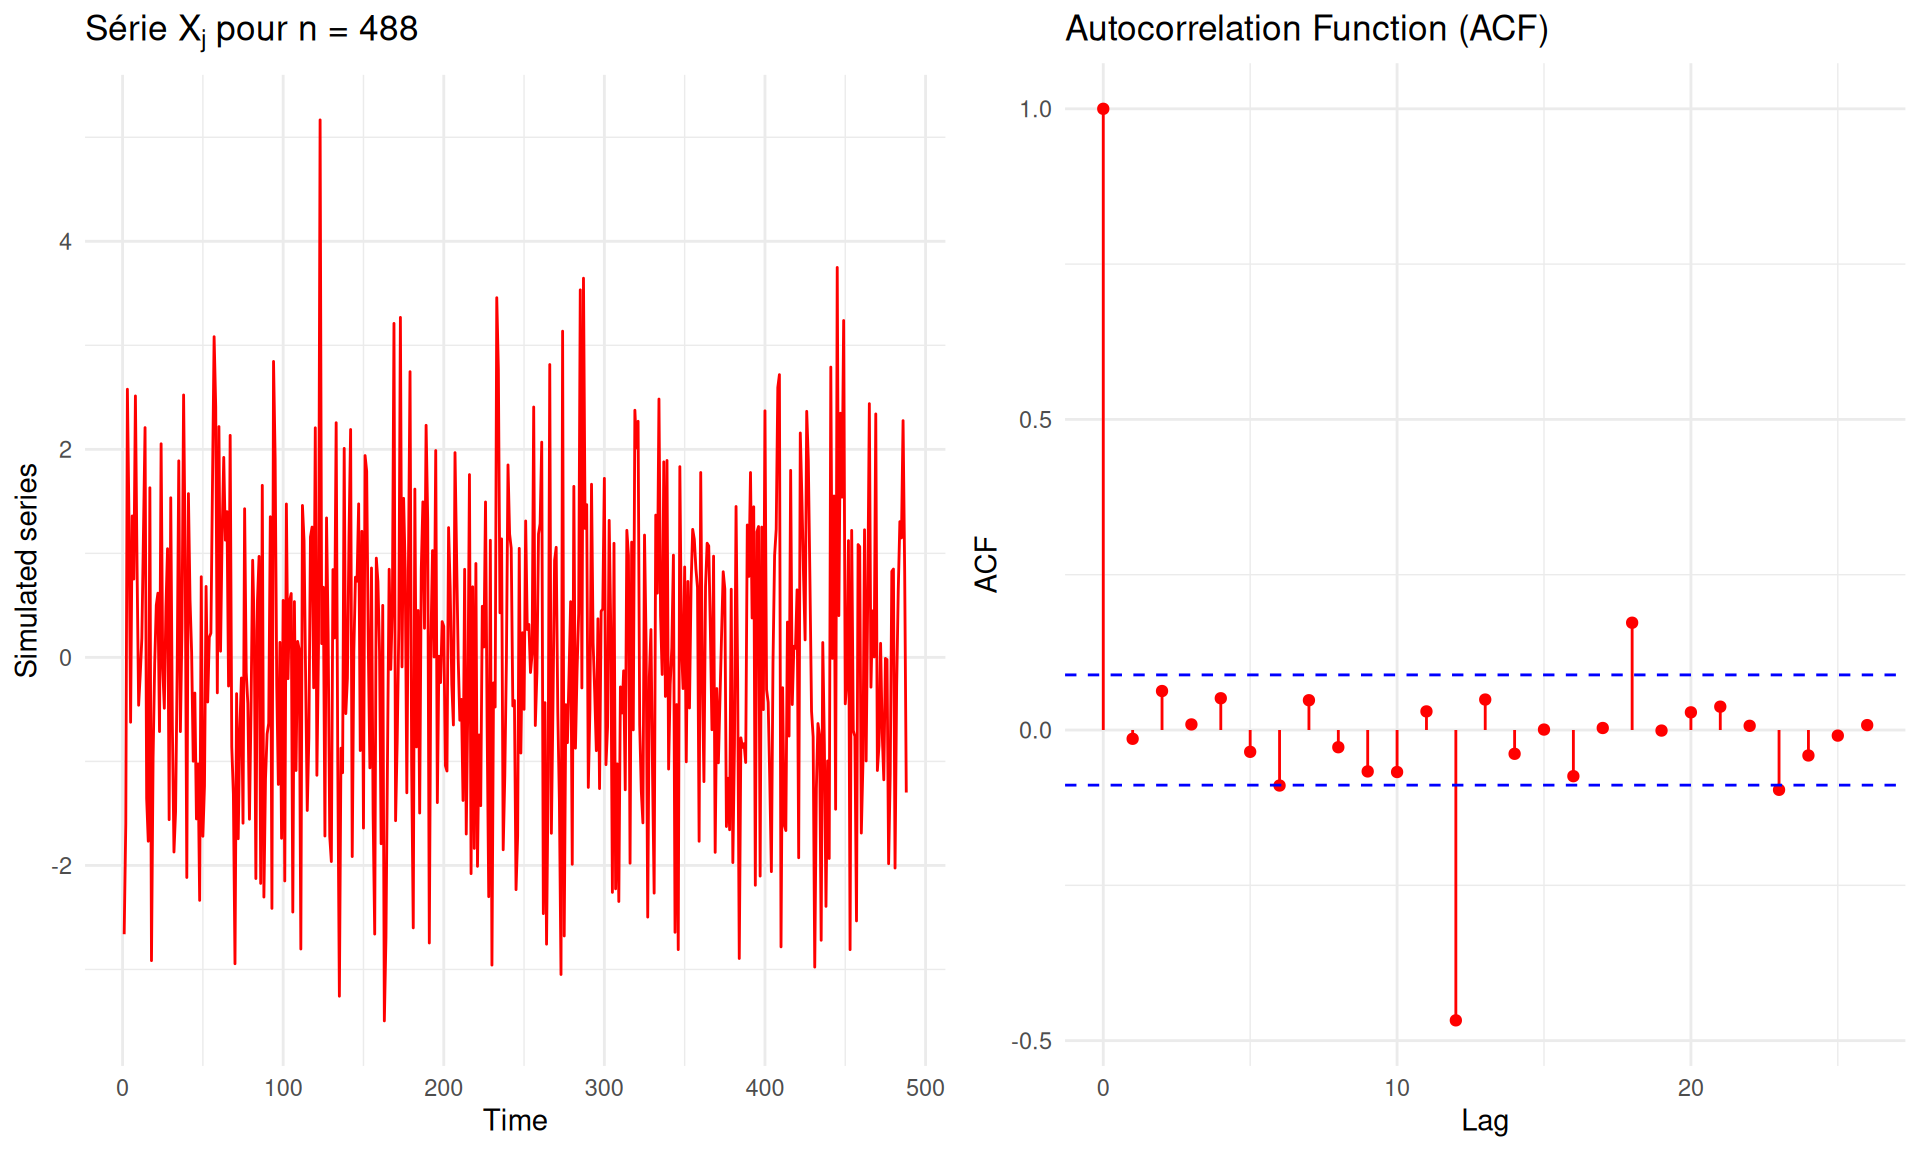 Série Xj pour n = 488
Simulated series
4
2
0
-2
0 100 200 300 400 500
Time
Autocorrelation Function (ACF)
ACF
1.0
0.5
0.0
-0.5
0 10 20
Lag